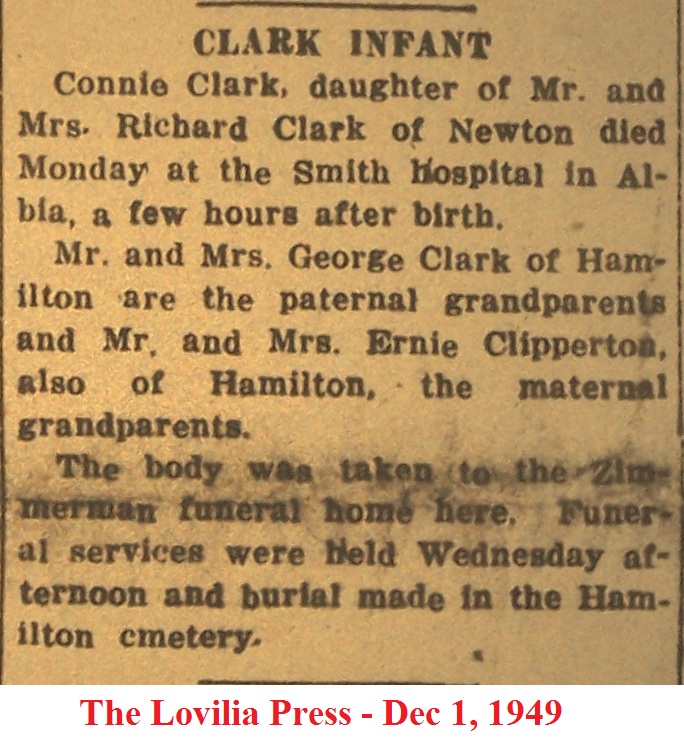 CLARK INFANT
Connie Clark, daughter of Mr. and
Mrs. Richard Clark of Newton died
Monday at the Smith Hospital in Al-
bia, a few hours after birth.
Mr. and Mrs. George Clark of Ham-
ilton are the paternal grandparents
and Mr. and Mrs. Ernie Clipperton,
also of Hamilton, the maternal
grandparents.
The body was taken to the Zim-
merman funeral home here. Funer-
al services were held Wednesday af-
ternoon and burial made in the Ham-
ilton cmetery.
The Lovilia Press - Dec 1, 1949